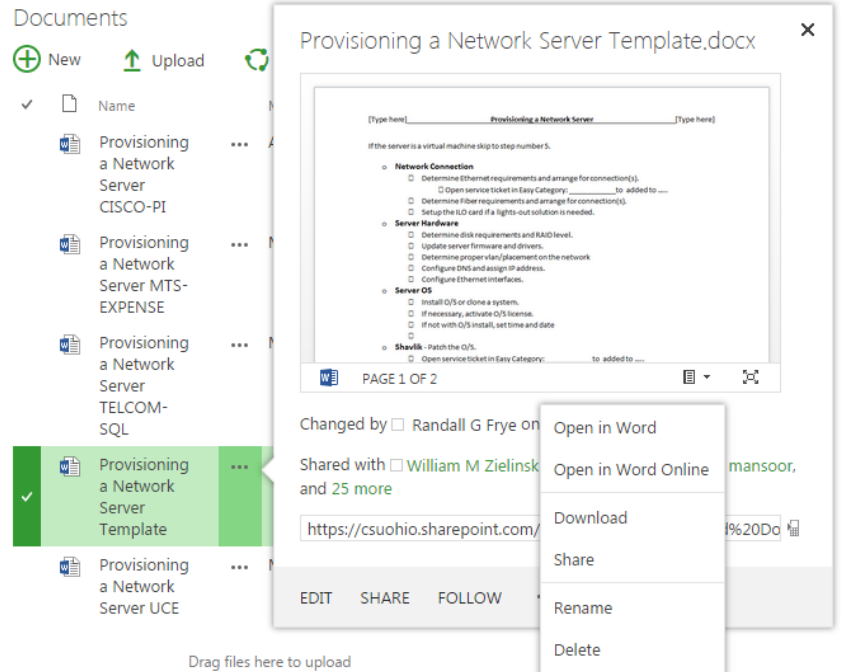 Documents
New
Upload
Name
Provisioning
a Network
Server
CISCO-PI
Provisioning
a Network
Server MTS-
EXPENSE
Provisioning
a Network
Server
TELCOM-
SQL
Provisioning
a Network
Server
Template
Provisioning
a Network
Server UCE
Drag files here to upload
Provisioning a Network Server Template.docx
[Type here] Provisioning a Network Server [Type here]
If the server is a virtual machine skip to step number 5.
Network Connection
Determine Ethernet requirements and arrange for connection(s).
Open service ticket in Easy Category: ____________to added to .....
Determine Fiber requirements and arrange for connection(s).
Setup the ILO card if a lights-out solution is needed.
Server Hardware
Determine disk requirements and RAID level.
Update server firmware and drivers.
Determine proper vlan/placement on the network
Configure DNS and assign IP address.
Configure Ethernet interfaces.
Server OS
Install O/S or clone a system.
If necessary, activate O/S license.
If not with O/S install, set time and date
Shavlik - Patch the O/S.
Open service ticket in Easy Category: ____________ to added to .....
PAGE 1 OF 2
Changed by Randall G Frye on
Shared with William M Zielinsk mansoor,
and 25 more
https://csuohio.sharepoint.com/ %20Do
EDIT SHARE FOLLOW
Open in Word
Open in Word Online
Download
Share
Rename
Delete